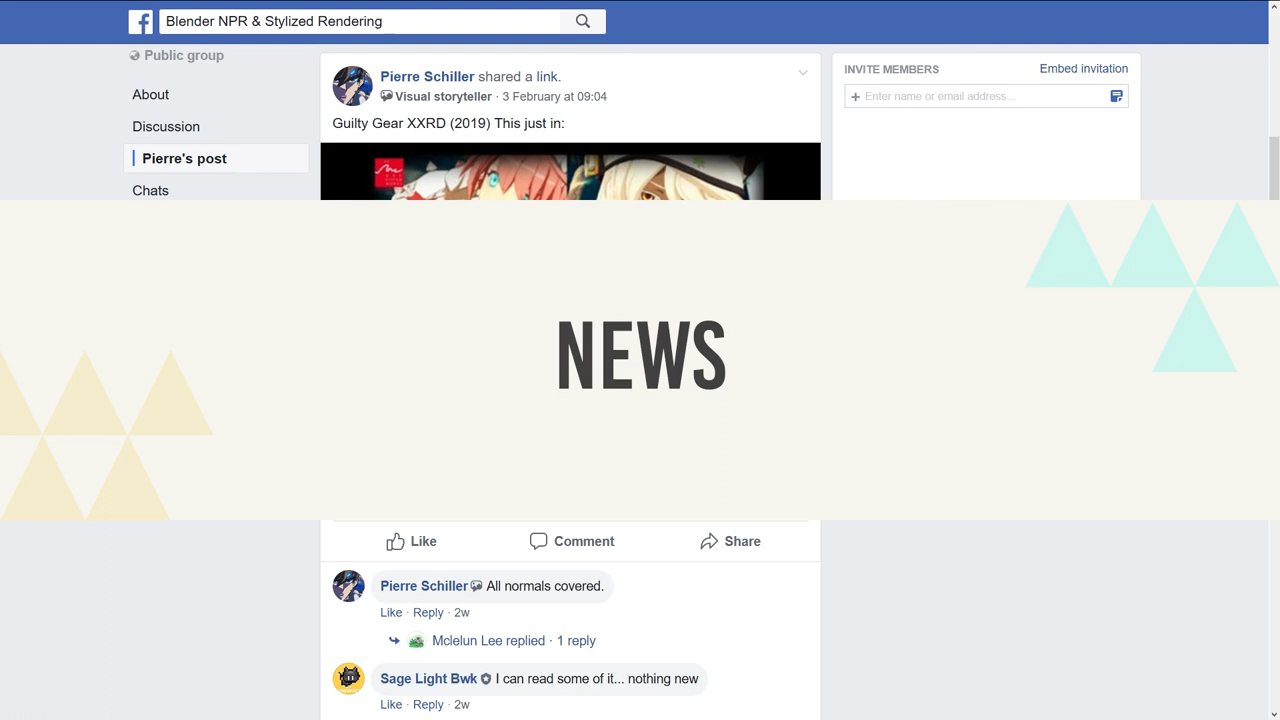 Blender NPR & Stylized Rendering
Public group
About
Discussion
Pierre's post
Chats
Pierre Schiller shared a link.
Visual storyteller · 3 February at 09:04
Guilty Gear XXRD (2019) This just in:
INVITE MEMBERS
Embed invitation
+ Enter name or email address...
NEWS
Like
Comment
Share
Pierre Schiller All normals covered.
Like · Reply · 2w
Mclelun Lee replied · 1 reply
Sage Light Bwk I can read some of it... nothing new
Like · Reply · 2w